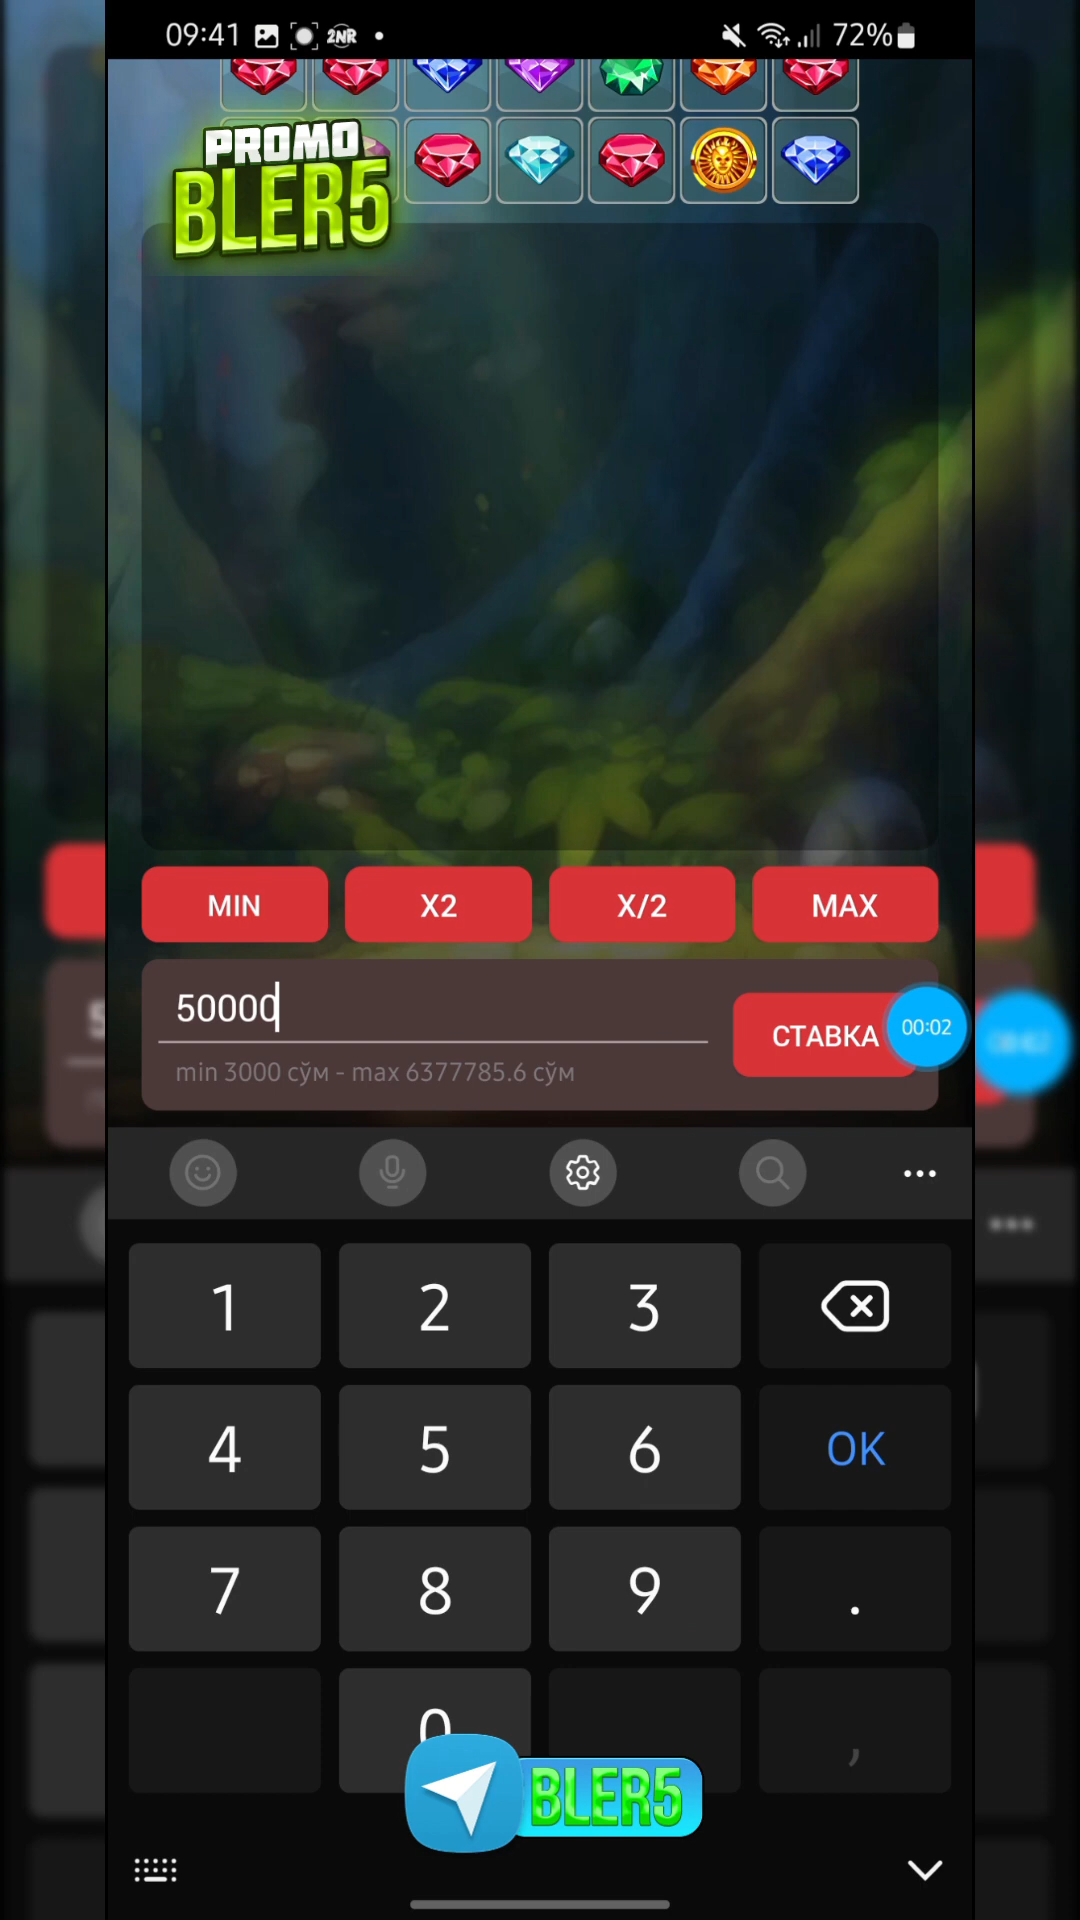 09:41 2NR 72%
PROMO
BLER5
MIN X2 X/2 MAX
50000
СТАВКА 00:02
min 3000 сўм - max 6377785.6 сўм
1 2 3
4 5 6 OK
7 8 9 .
0 ,
BLER5